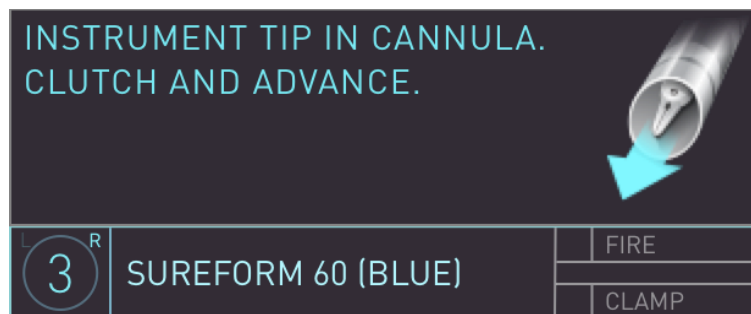 INSTRUMENT TIP IN CANNULA.
CLUTCH AND ADVANCE.
L R
3
SUREFORM 60 (BLUE)
FIRE
CLAMP